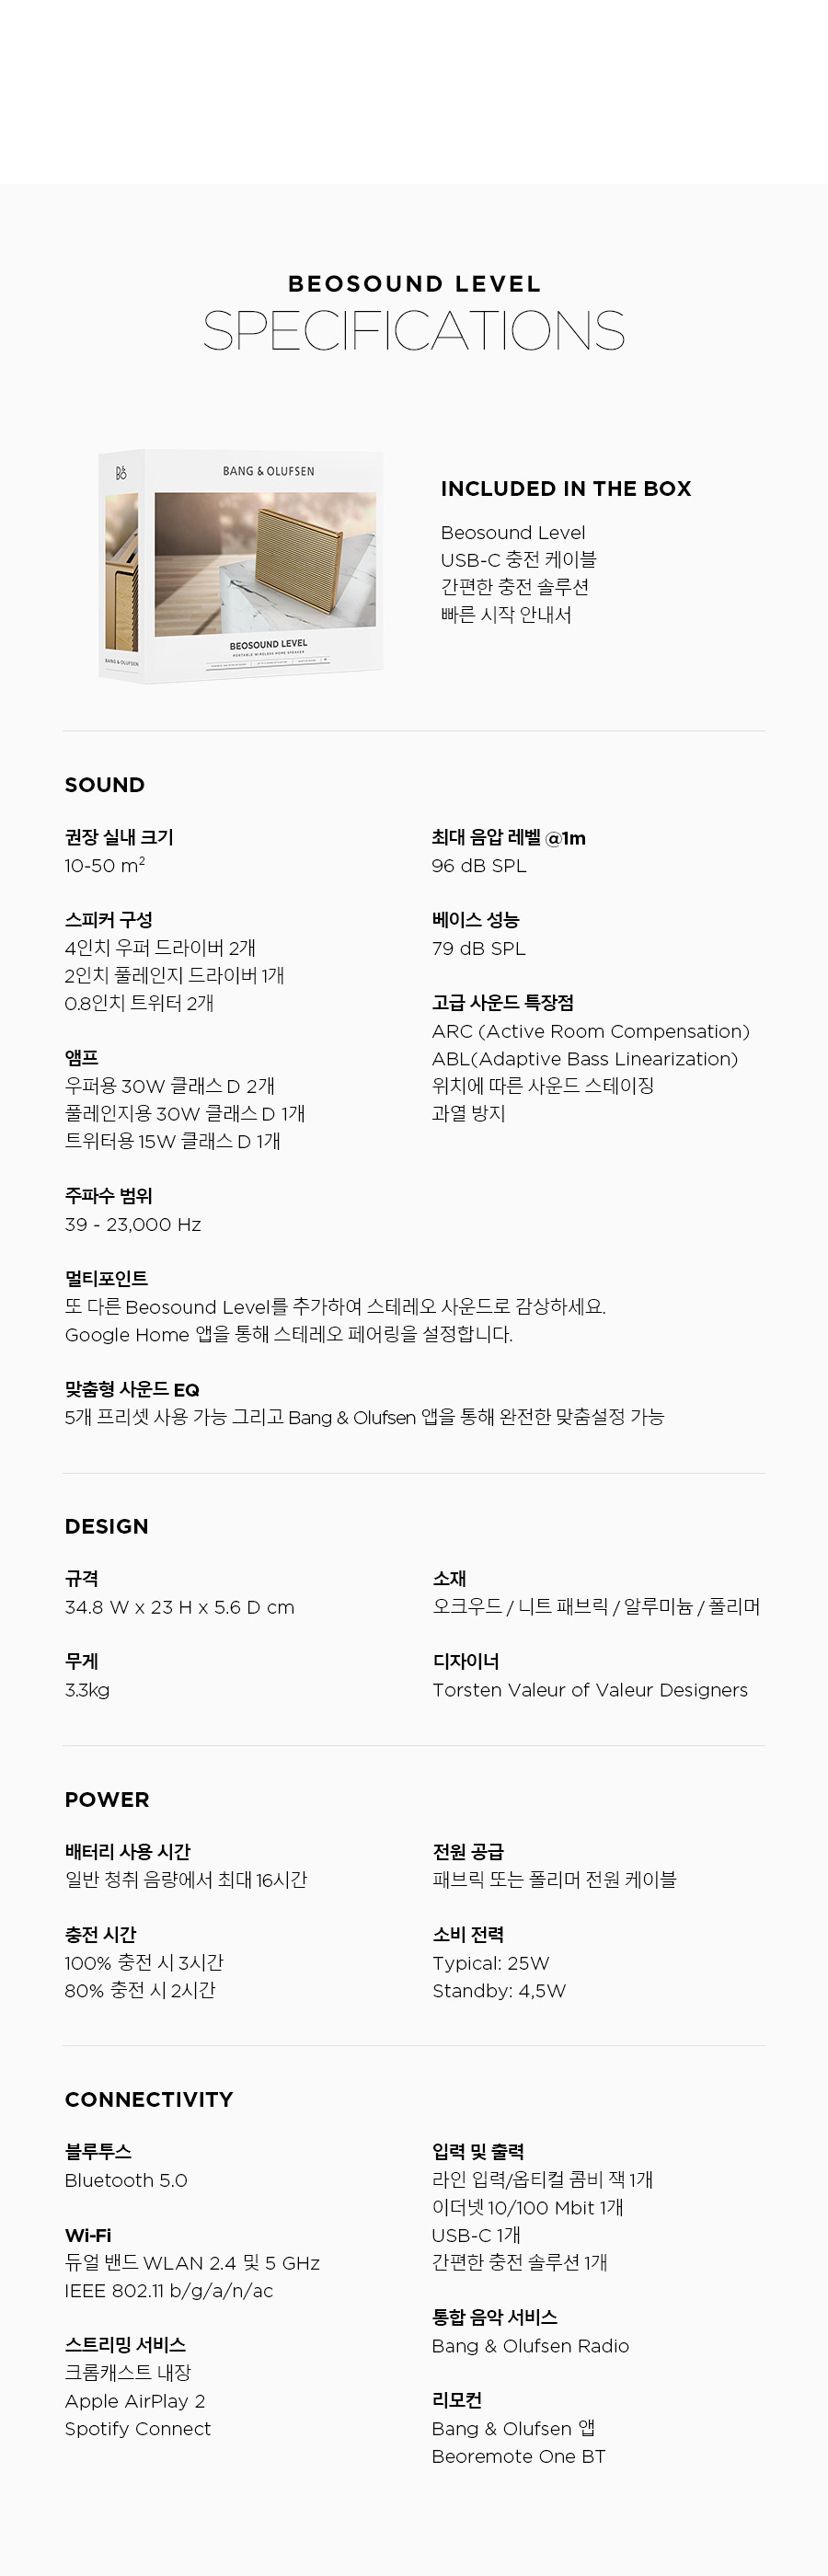 BEOSOUND LEVEL
SPECIFICATIONS
BANG & OLUFSEN
BEOSOUND LEVEL
PORTABLE WIRELESS HOME SPEAKER
BANG & OLUFSEN
INCLUDED IN THE BOX
Beosound Level
USB-C 충전 케이블
간편한 충전 솔루션
빠른 시작 안내서
SOUND
권장 실내 크기
10-50 m²
스피커 구성
4인치 우퍼 드라이버 2개
2인치 풀레인지 드라이버 1개
0.8인치 트위터 2개
앰프
우퍼용 30W 클래스 D 2개
풀레인지용 30W 클래스 D 1개
트위터용 15W 클래스 D 1개
주파수 범위
39 - 23,000 Hz
최대 음압 레벨 @1m
96 dB SPL
베이스 성능
79 dB SPL
고급 사운드 특장점
ARC (Active Room Compensation)
ABL(Adaptive Bass Linearization)
위치에 따른 사운드 스테이징
과열 방지
멀티포인트
또 다른 Beosound Level를 추가하여 스테레오 사운드로 감상하세요.
Google Home 앱을 통해 스테레오 페어링을 설정합니다.
맞춤형 사운드 EQ
5개 프리셋 사용 가능 그리고 Bang & Olufsen 앱을 통해 완전한 맞춤설정 가능
DESIGN
규격
34.8 W x 23 H x 5.6 D cm
무게
3.3kg
소재
오크우드 / 니트 패브릭 / 알루미늄 / 폴리머
디자이너
Torsten Valeur of Valeur Designers
POWER
배터리 사용 시간
일반 청취 음량에서 최대 16시간
충전 시간
100% 충전 시 3시간
80% 충전 시 2시간
전원 공급
패브릭 또는 폴리머 전원 케이블
소비 전력
Typical: 25W
Standby: 4,5W
CONNECTIVITY
블루투스
Bluetooth 5.0
Wi-Fi
듀얼 밴드 WLAN 2.4 및 5 GHz
IEEE 802.11 b/g/a/n/ac
스트리밍 서비스
크롬캐스트 내장
Apple AirPlay 2
Spotify Connect
입력 및 출력
라인 입력/옵티컬 콤비 잭 1개
이더넷 10/100 Mbit 1개
USB-C 1개
간편한 충전 솔루션 1개
통합 음악 서비스
Bang & Olufsen Radio
리모컨
Bang & Olufsen 앱
Beoremote One BT